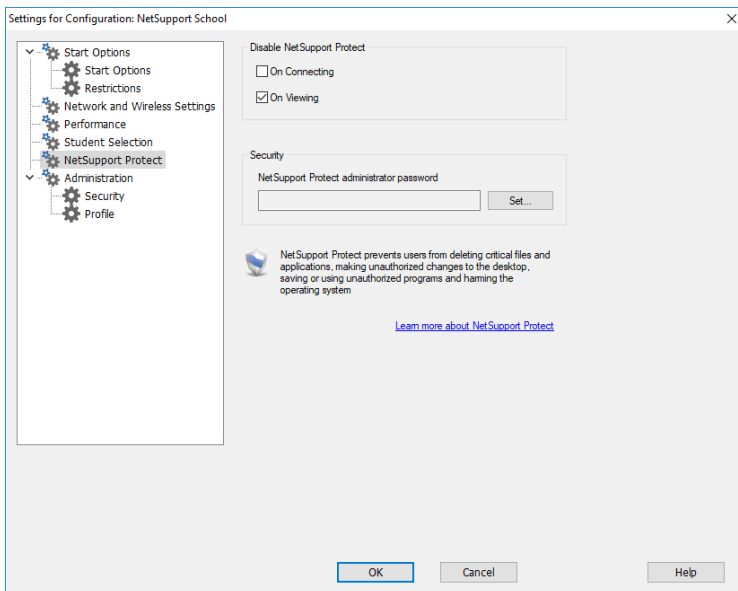 Settings for Configuration: NetSupport School
Start Options
Start Options
Restrictions
Network and Wireless Settings
Performance
Student Selection
NetSupport Protect
Administration
Security
Profile
Disable NetSupport Protect
On Connecting
On Viewing
Security
NetSupport Protect administrator password
Set...
NetSupport Protect prevents users from deleting critical files and
applications, making unauthorized changes to the desktop,
saving or using unauthorized programs and harming the
operating system
Learn more about NetSupport Protect
OK Cancel Help